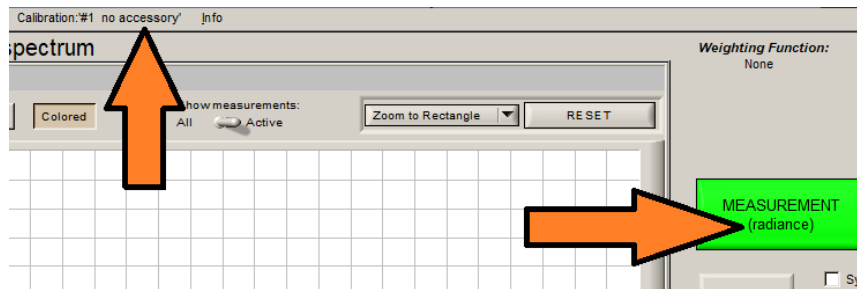 Calibration:'#1 no accessory' Info
spectrum
Weighting Function:
None
Colored
how measurements:
All Active
Zoom to Rectangle
RESET
MEASUREMENT
(radiance)